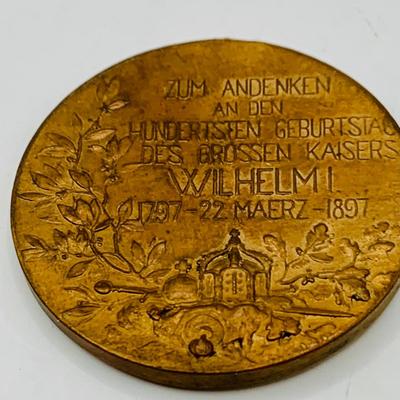 ZUM ANDENKEN
AN DEN
HUNDERTSTEN GEBURTSTAG
DES GROSSEN KAISERS
WILHELM I.
1797-22 MAERZ-1897